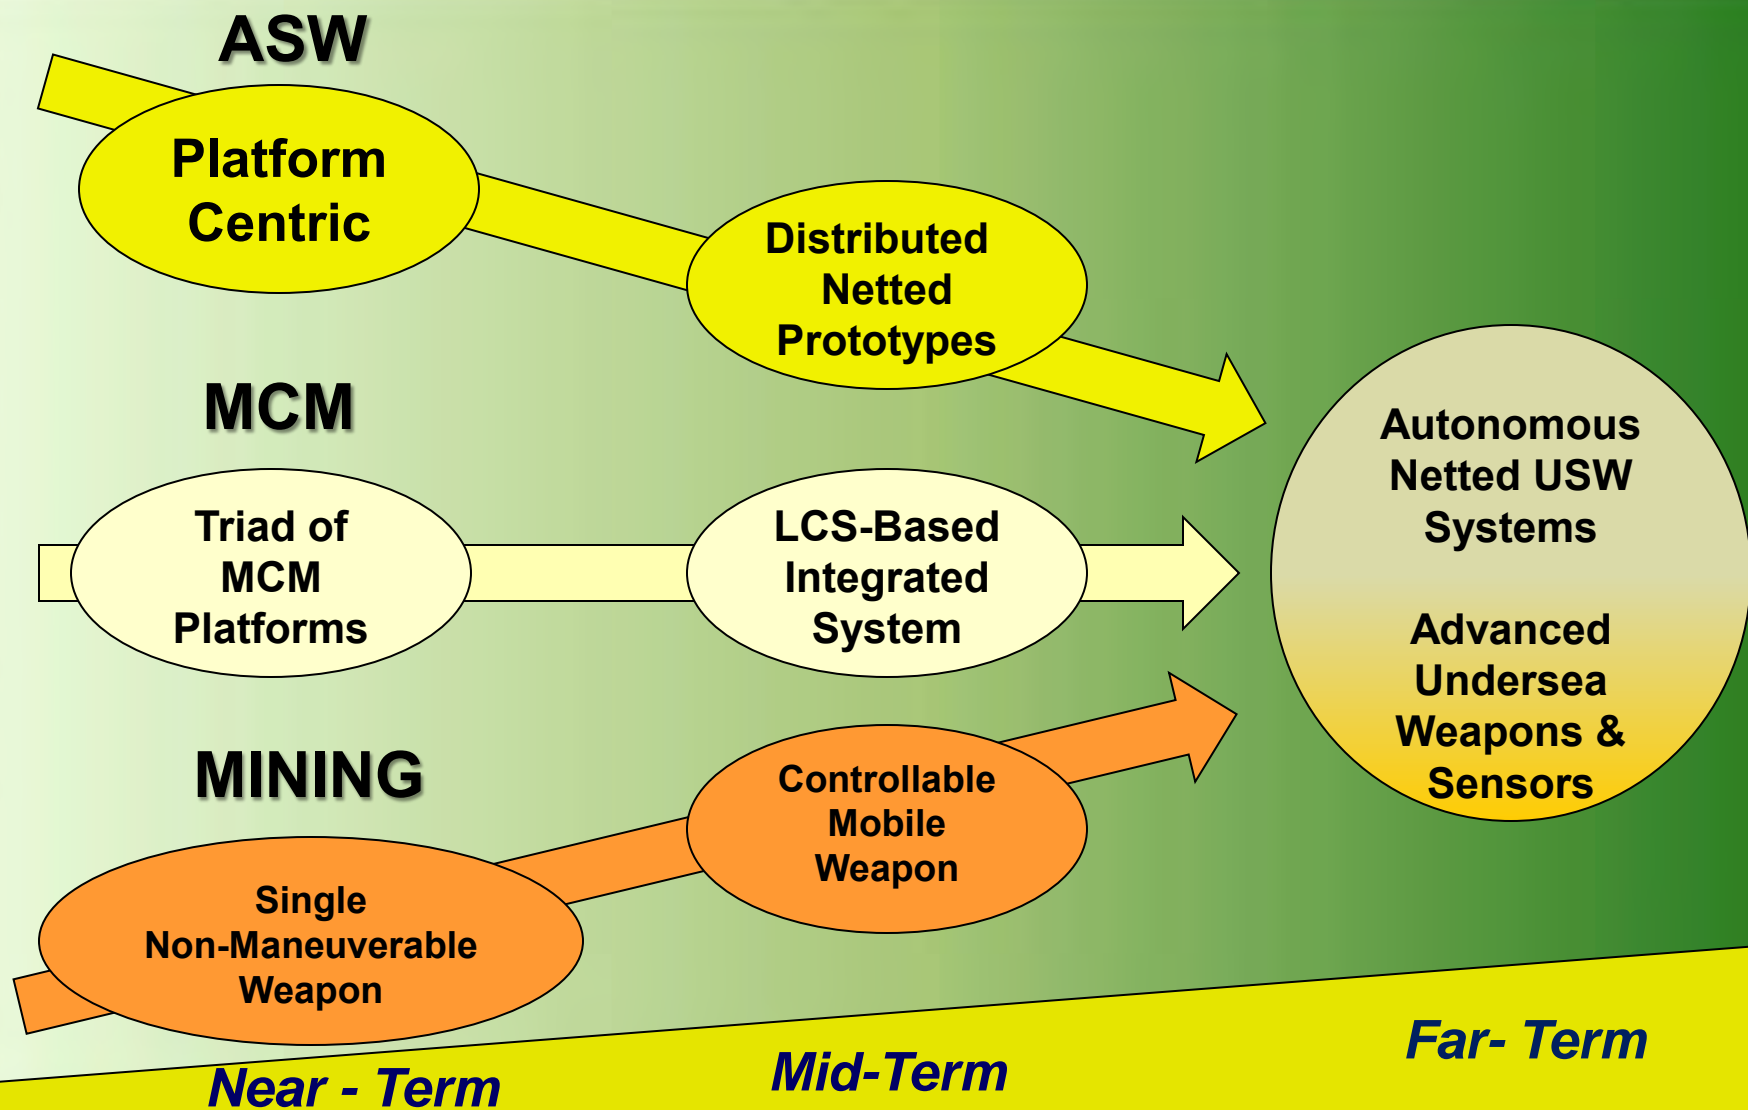 ASW
Platform
Centric
Distributed
Netted
Prototypes
MCM
Triad of
MCM
Platforms
LCS-Based
Integrated
System
MINING
Single
Non-Maneuverable
Weapon
Controllable
Mobile
Weapon
Autonomous
Netted USW
Systems
Advanced
Undersea
Weapons &
Sensors
Near - Term
Mid-Term
Far- Term